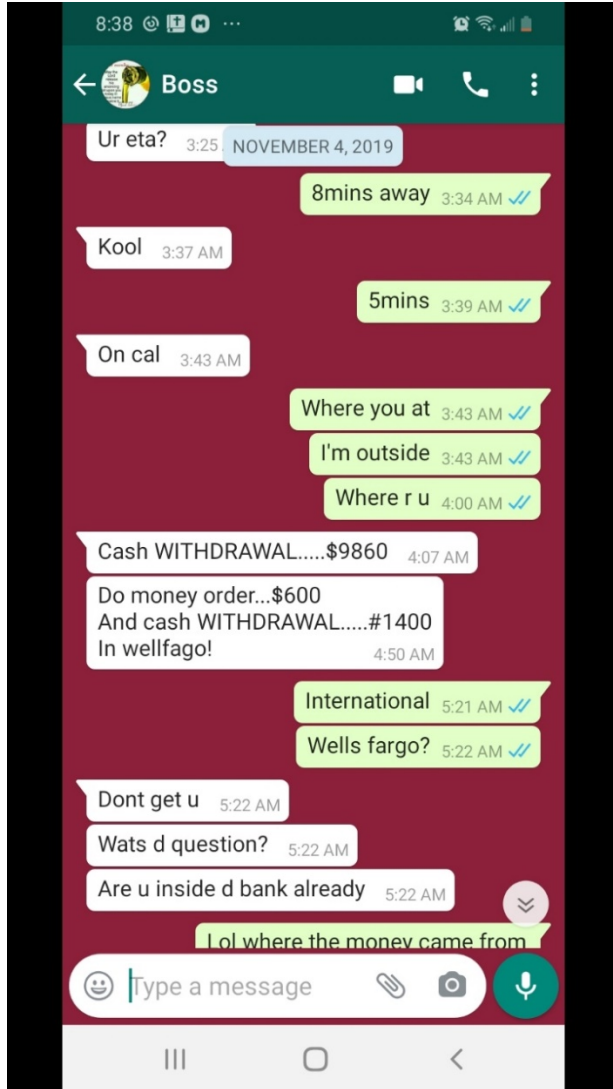 8:38
Boss
Ur eta? 3:25
NOVEMBER 4, 2019
8mins away 3:34 AM
Kool 3:37 AM
5mins 3:39 AM
On cal 3:43 AM
Where you at 3:43 AM
I'm outside 3:43 AM
Where r u 4:00 AM
Cash WITHDRAWAL.....$9860 4:07 AM
Do money order...$600
And cash WITHDRAWAL.....#1400
In wellfago!
4:50 AM
International 5:21 AM
Wells fargo? 5:22 AM
Dont get u 5:22 AM
Wats d question? 5:22 AM
Are u inside d bank already 5:22 AM
Lol where the money came from
Type a message